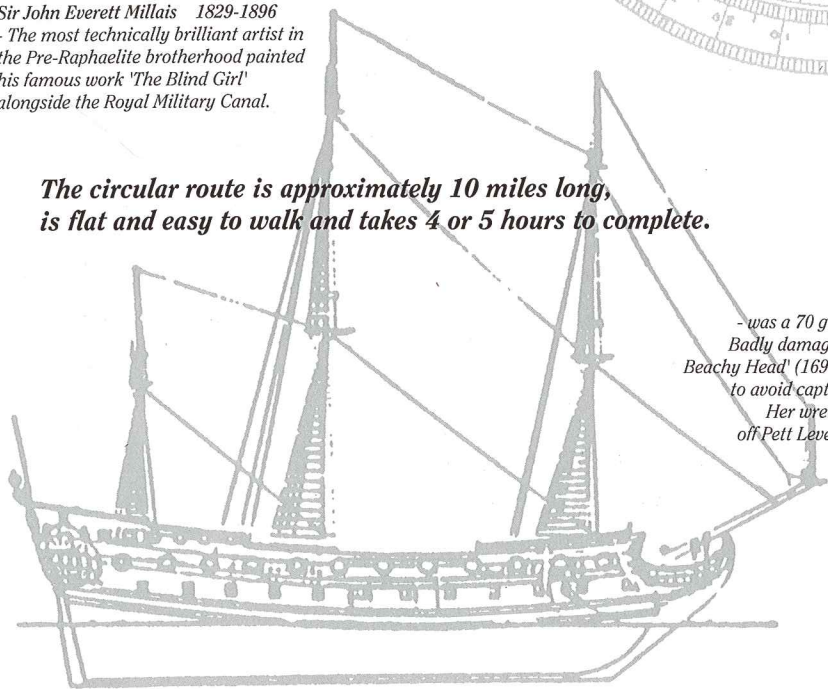 Sir John Everett Millais 1829-1896
- The most technically brilliant artist in
the Pre-Raphaelite brotherhood painted
his famous work 'The Blind Girl'
alongside the Royal Military Canal.
The circular route is approximately 10 miles long,
is flat and easy to walk and takes 4 or 5 hours to complete.
- was a 70 g
Badly damag
Beachy Head' (169
to avoid capt
Her wre
off Pett Leve